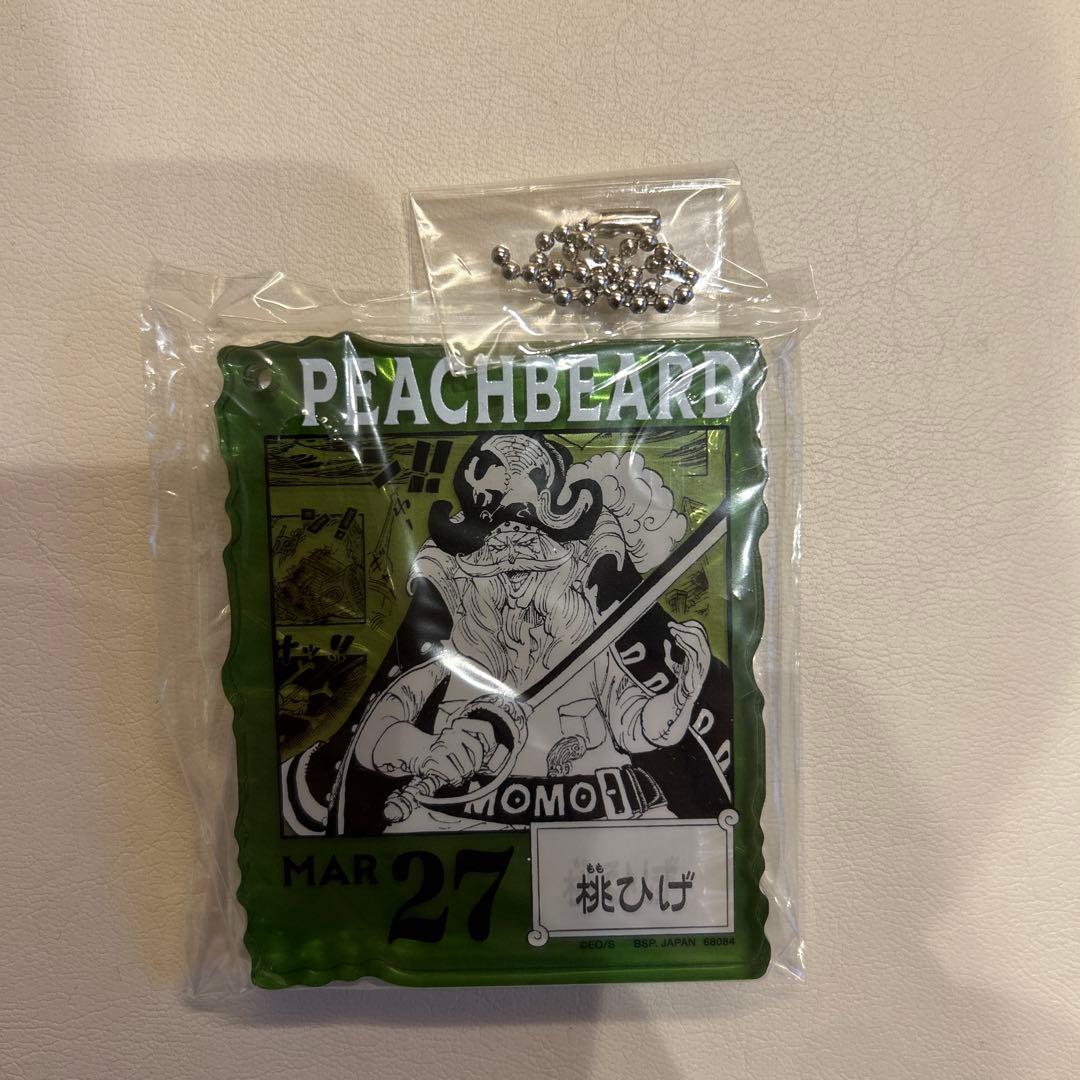 PEACHBEARD
!!
MOMO
MAR 27
もも
桃ひげ
©EO/S BSP. JAPAN 68084